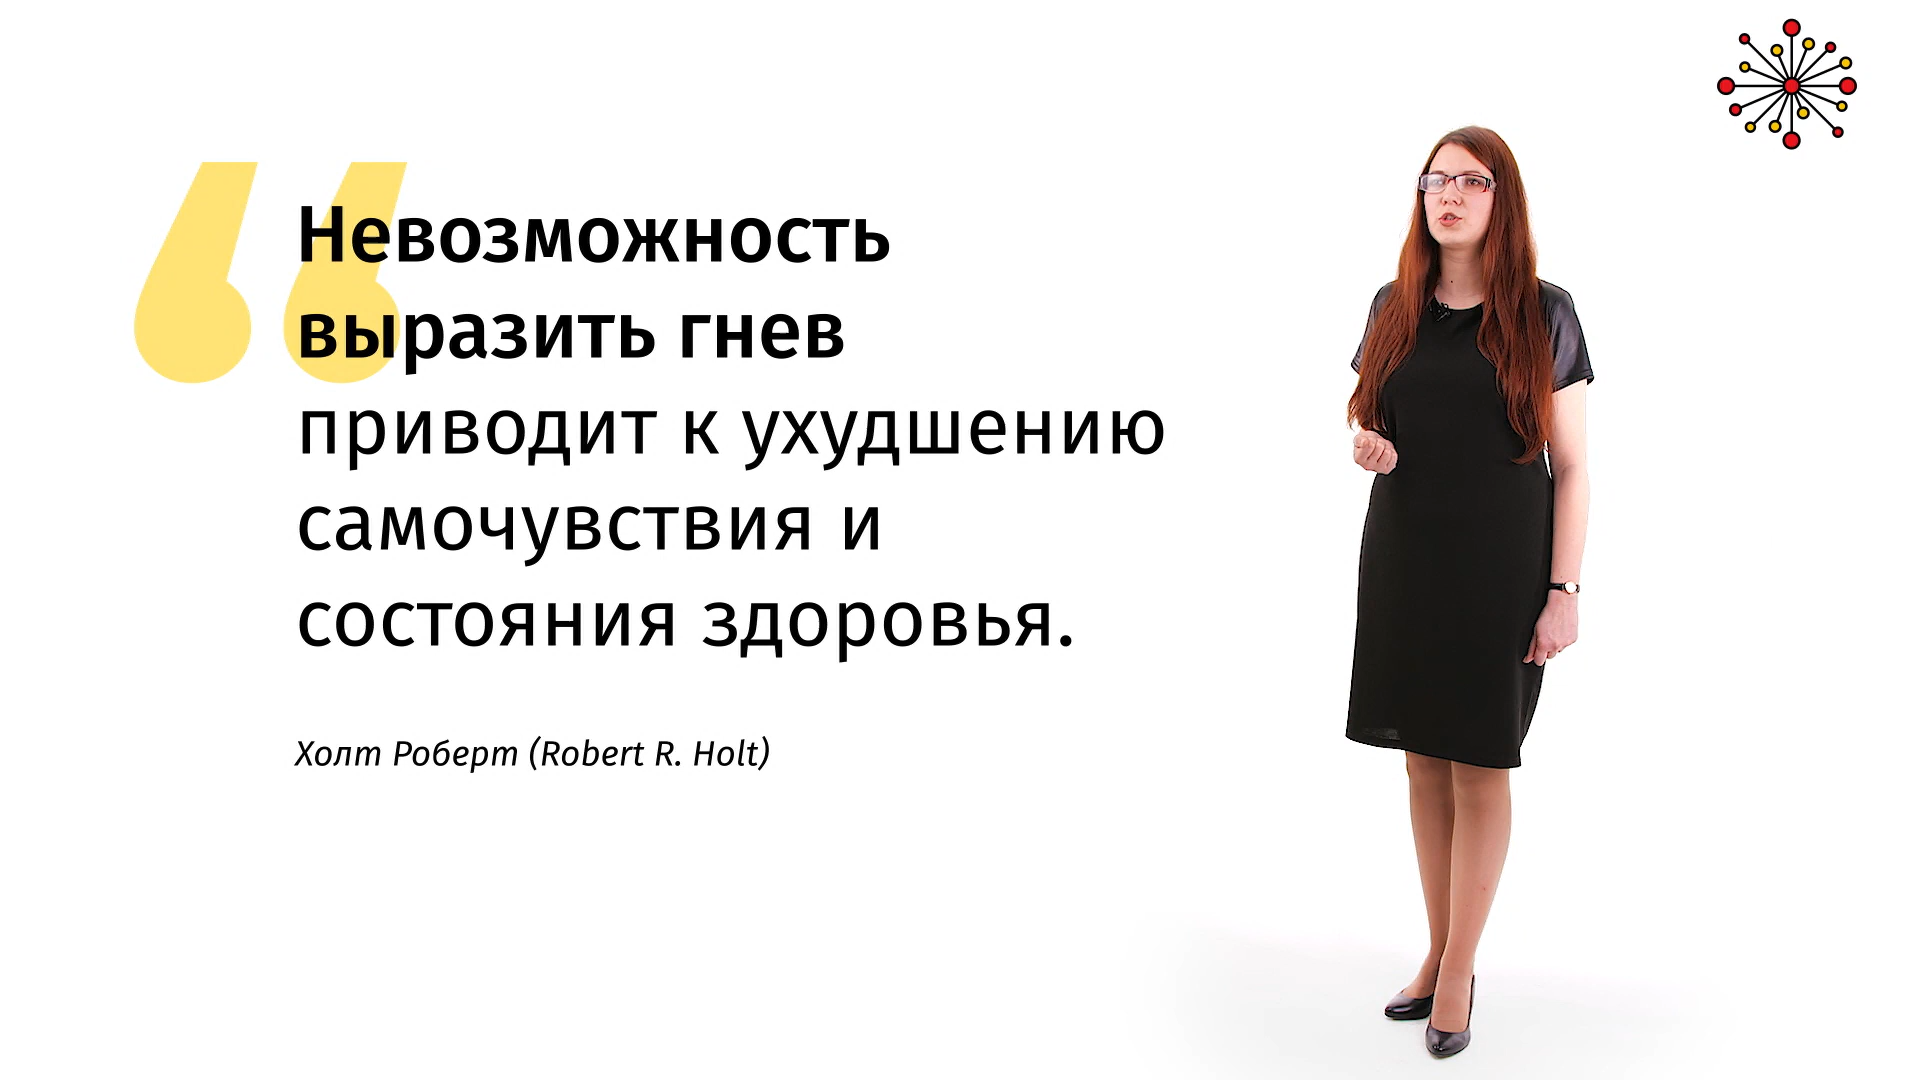 Невозможность
выразить гнев
приводит к ухудшению
самочувствия и
состояния здоровья.
Холт Роберт (Robert R. Holt)